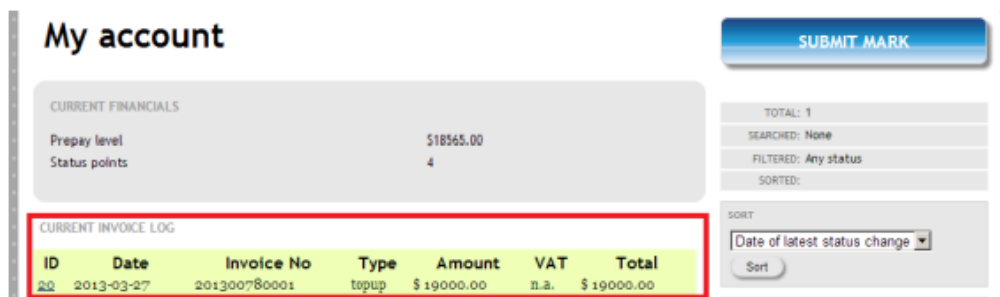 My account
CURRENT FINANCIALS
Prepay level $18565.00
Status points 4
CURRENT INVOICE LOG
ID Date Invoice No Type Amount VAT Total
20 2013-03-27 201300780001 topup $19000.00 n.a. $19000.00
SUBMIT MARK
TOTAL: 1
SEARCHED: None
FILTERED: Any status
SORTED:
SORT
Date of latest status change
Sort